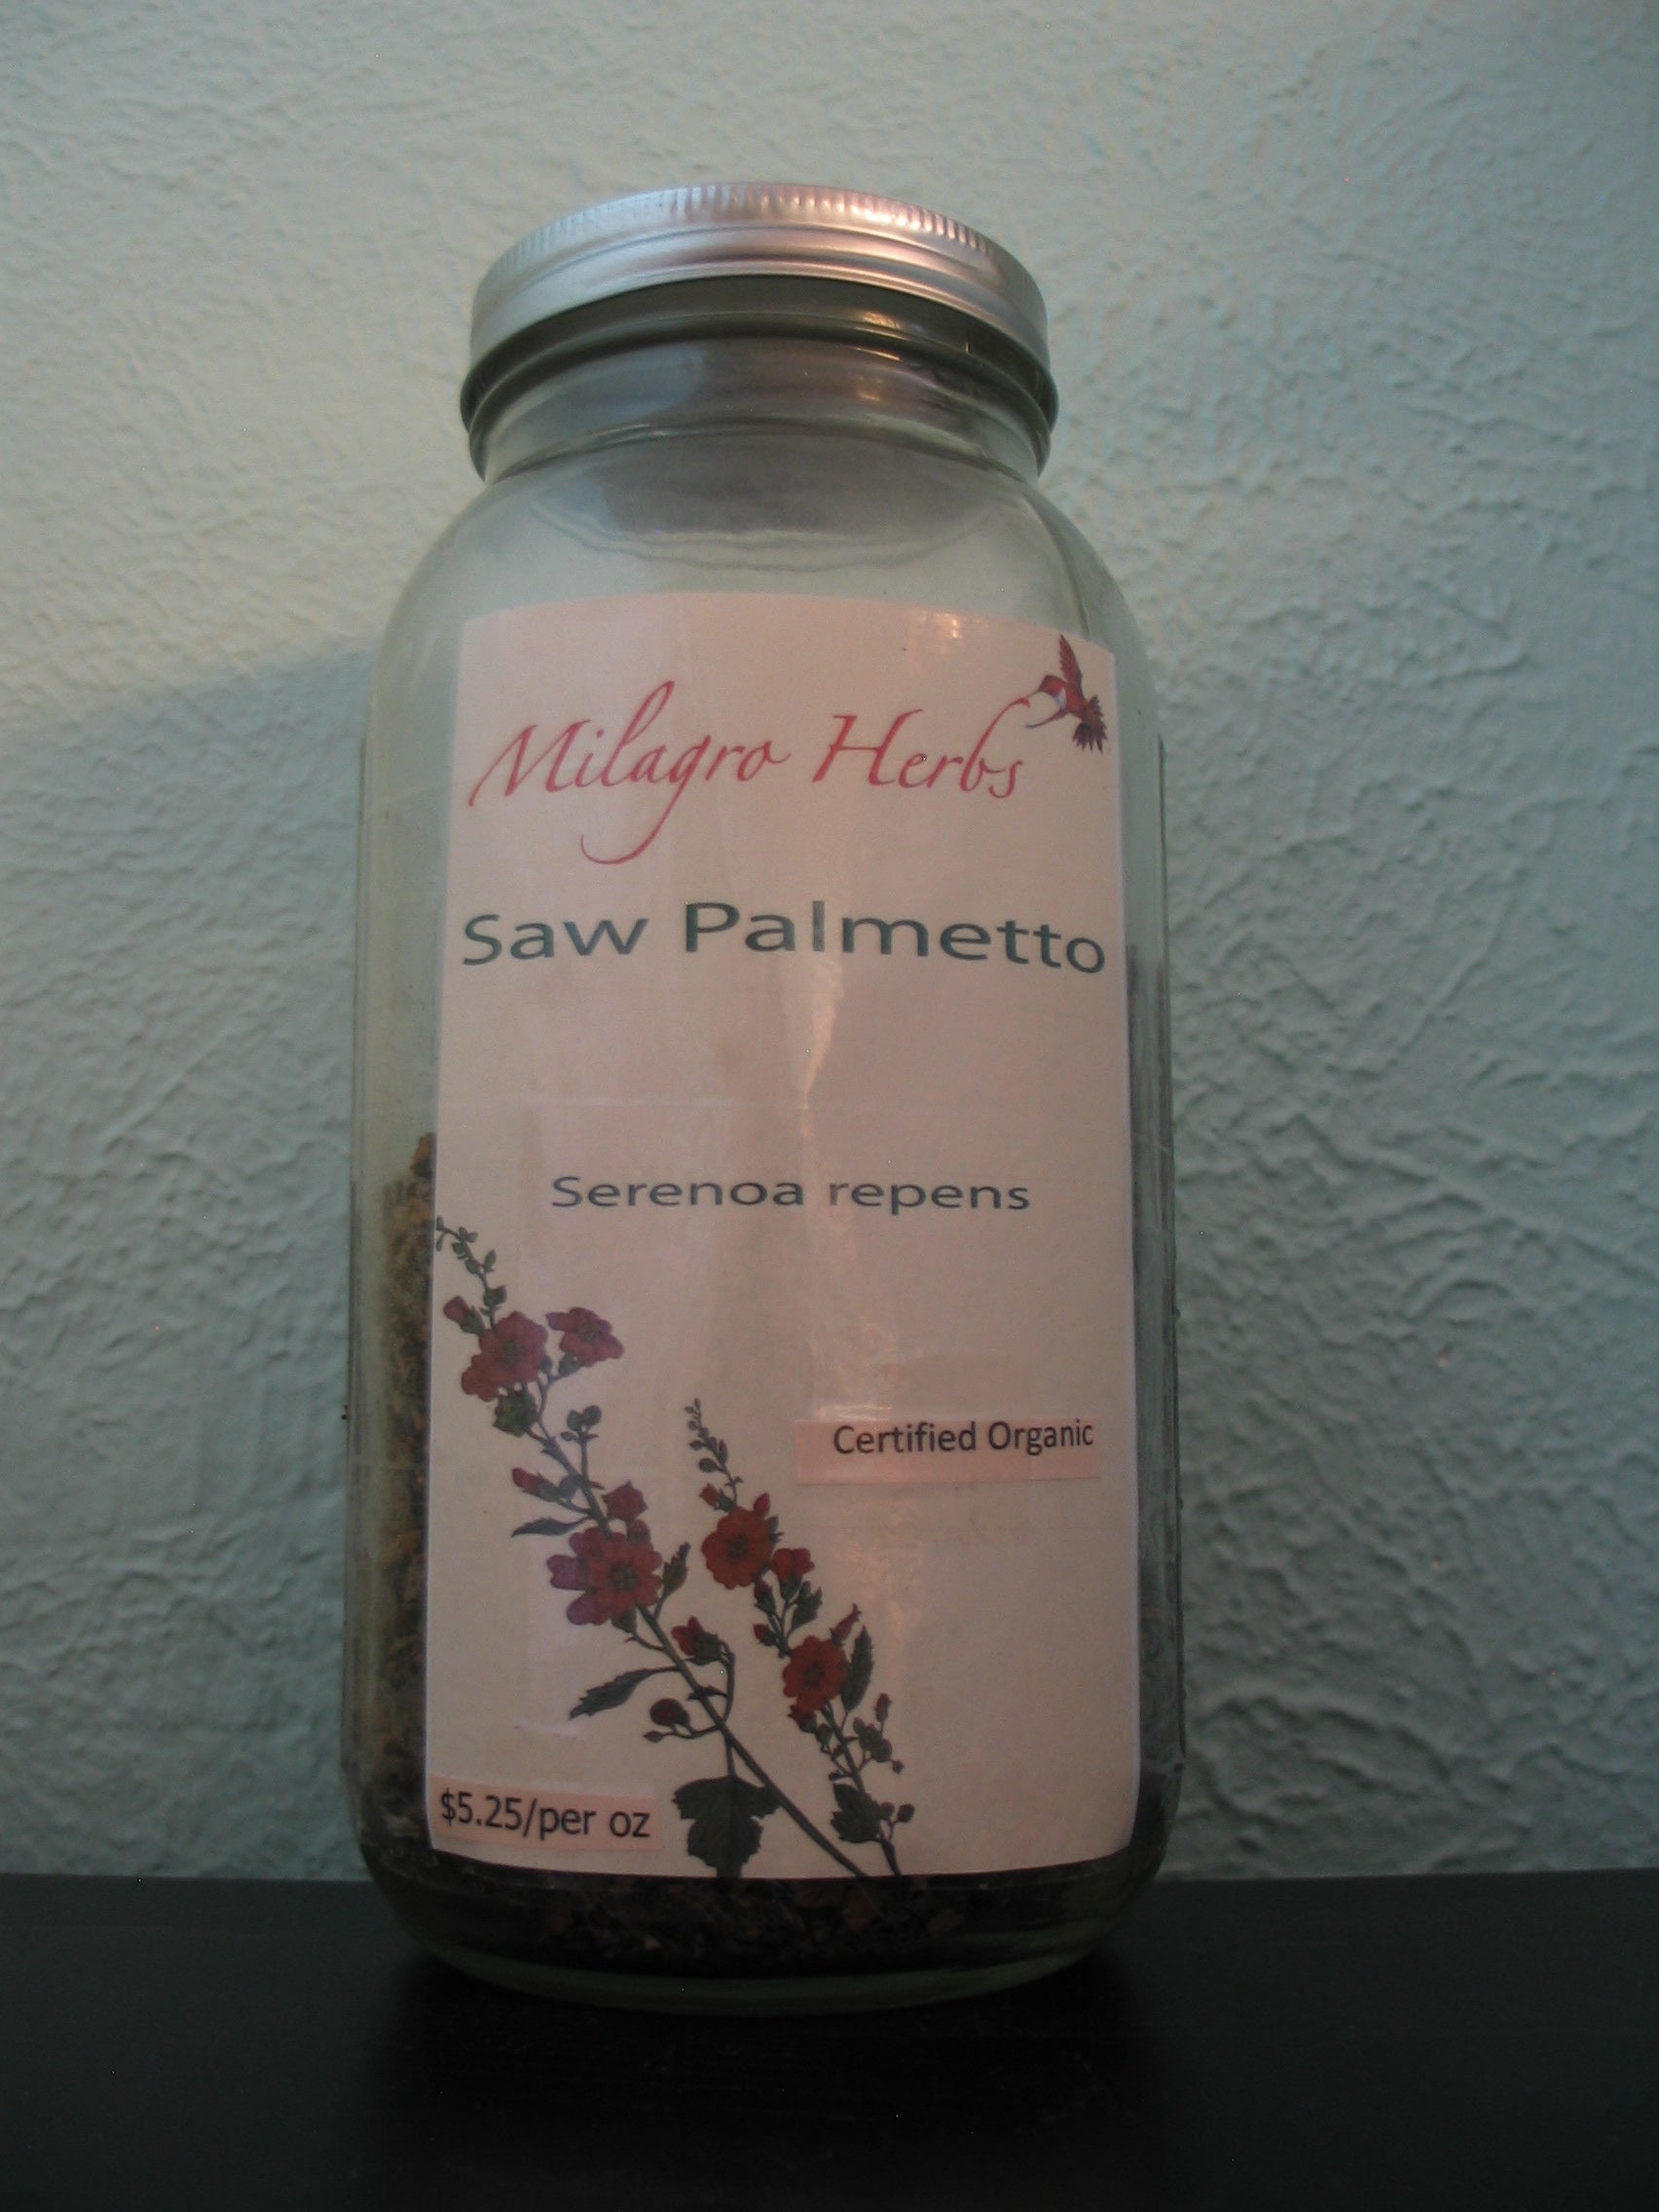 Milagro Herbs
Saw Palmetto
Serenoa repens
Certified Organic
$5.25/per oz